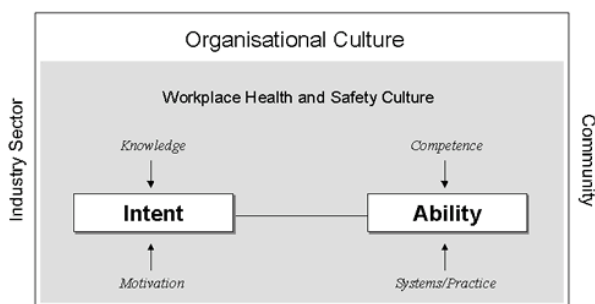 Organisational Culture
Industry Sector
Workplace Health and Safety Culture
Community
Knowledge
Competence
Intent
Ability
Motivation
Systems/Practice